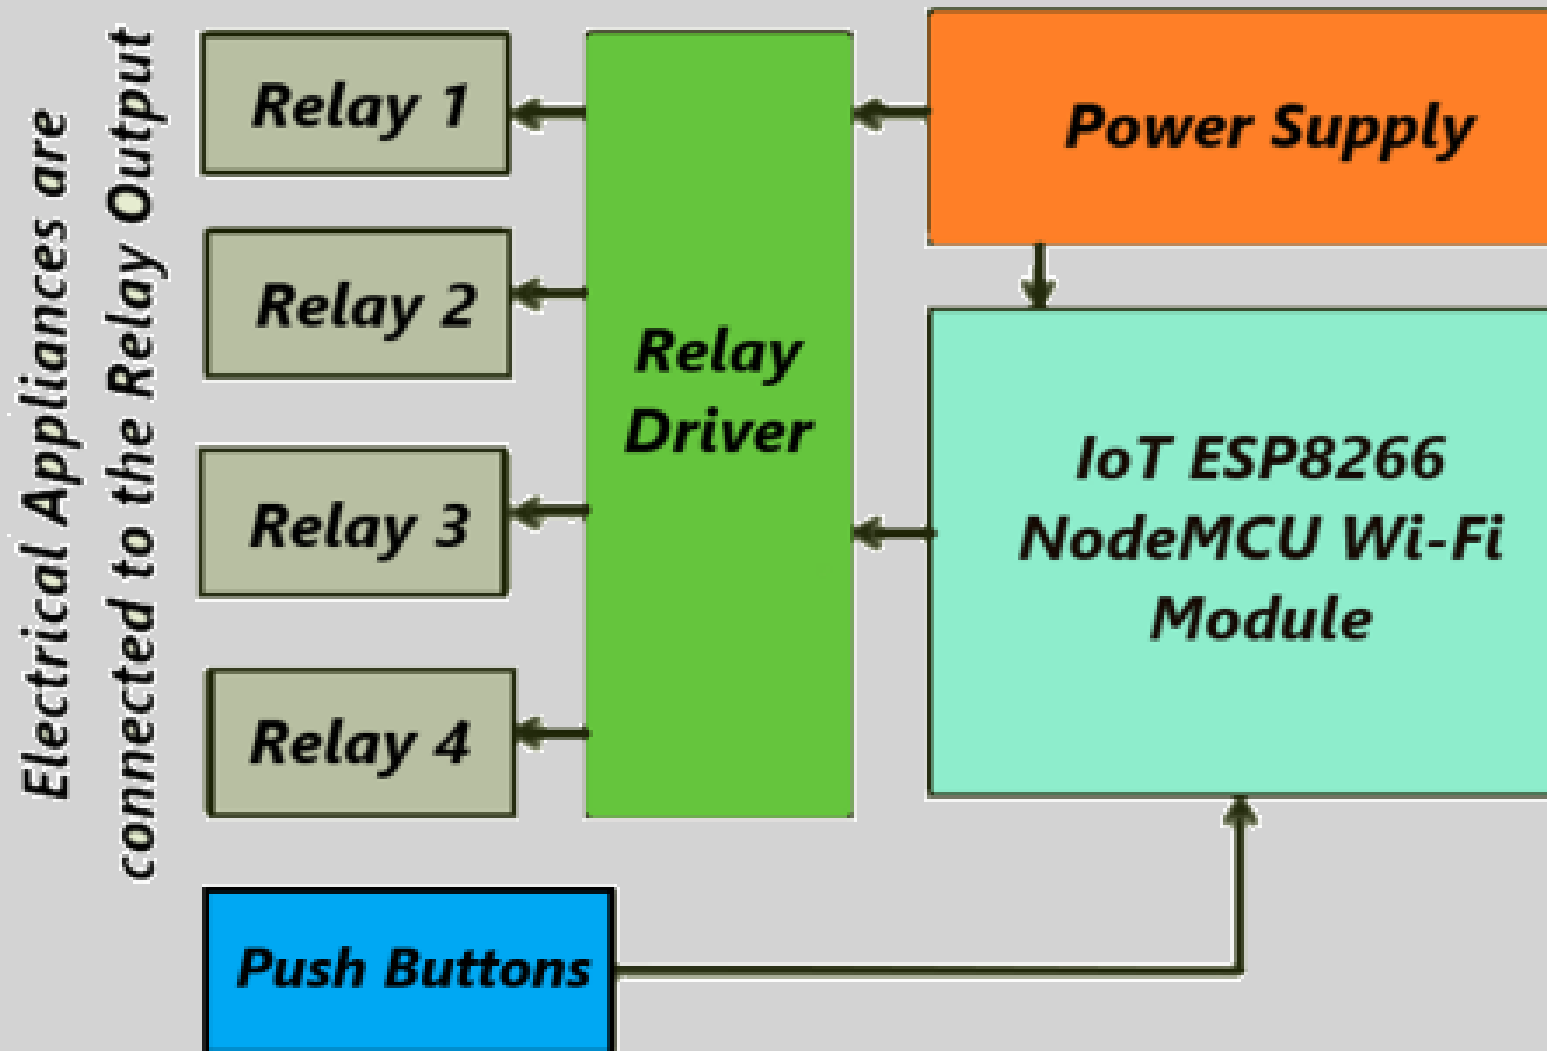 Electrical Appliances are
connected to the Relay Output
Relay 1
Relay 2
Relay 3
Relay 4
Relay
Driver
Power Supply
IoT ESP8266
NodeMCU Wi-Fi
Module
Push Buttons